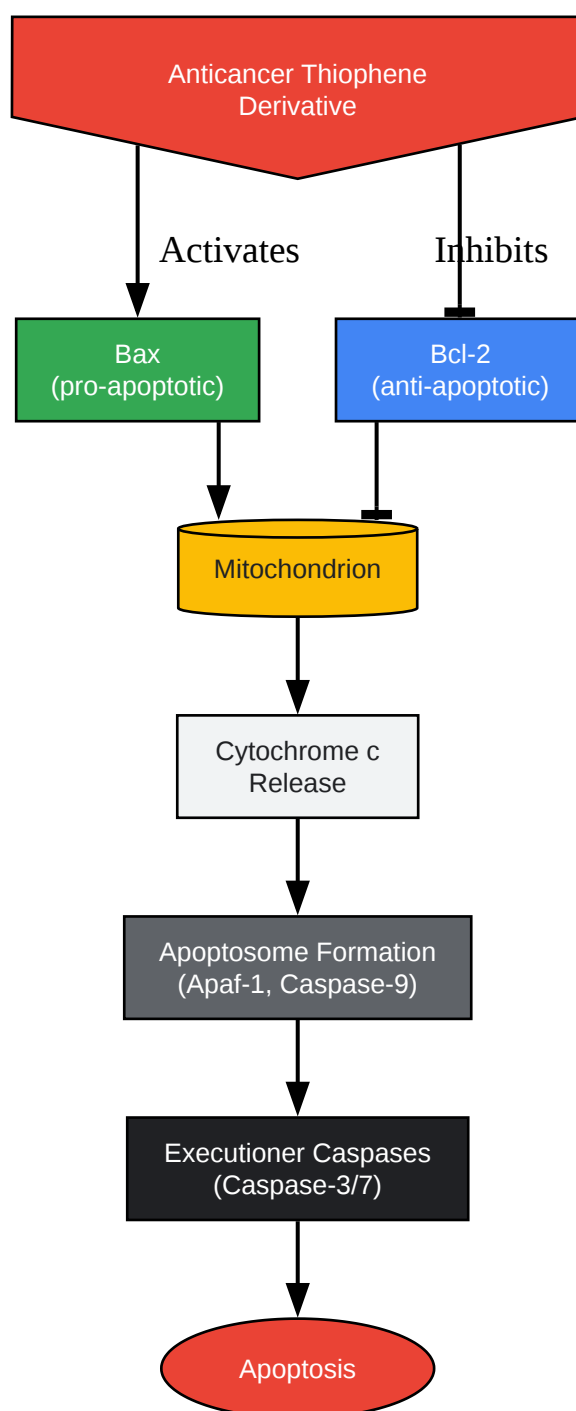 Anticancer Thiophene
Derivative
Activates
Inhibits
Bax
(pro-apoptotic)
Bcl-2
(anti-apoptotic)
Mitochondrion
Cytochrome c
Release
Apoptosome Formation
(Apaf-1, Caspase-9)
Executioner Caspases
(Caspase-3/7)
Apoptosis